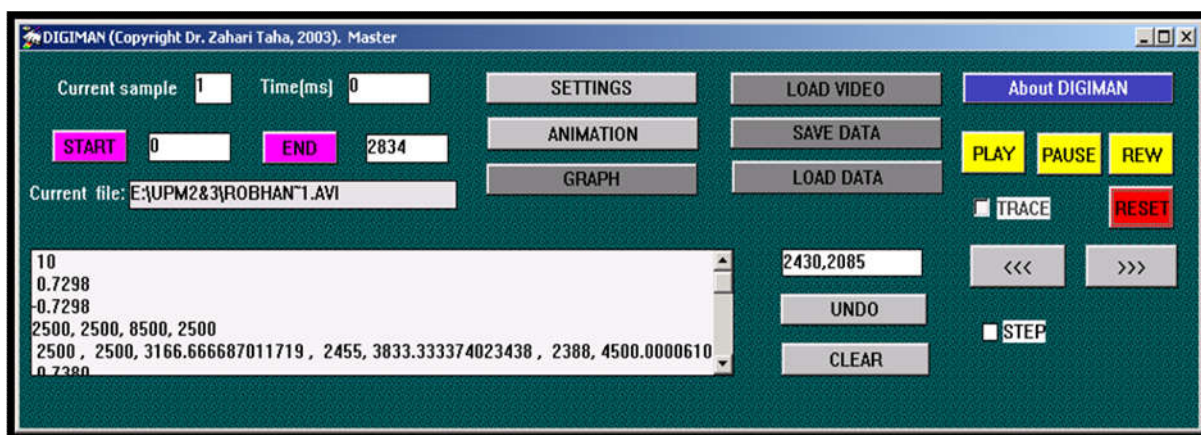 DIGIMAN (Copyright Dr. Zahari Taha, 2003). Master
Current sample 1 Time(ms) 0 SETTINGS LOAD VIDEO About DIGIMAN
START 0 END 2834 ANIMATION SAVE DATA PLAY PAUSE REW
Current file: E:\UPM2&3\ROBHAN~1.AVI GRAPH LOAD DATA TRACE RESET
10 2430,2085 <<< >>>
0.7298
-0.7298 UNDO
2500, 2500, 8500, 2500 STEP
2500 , 2500, 3166.666687011719 , 2455, 3833.333374023438 , 2388, 4500.0000610 CLEAR
0.7380